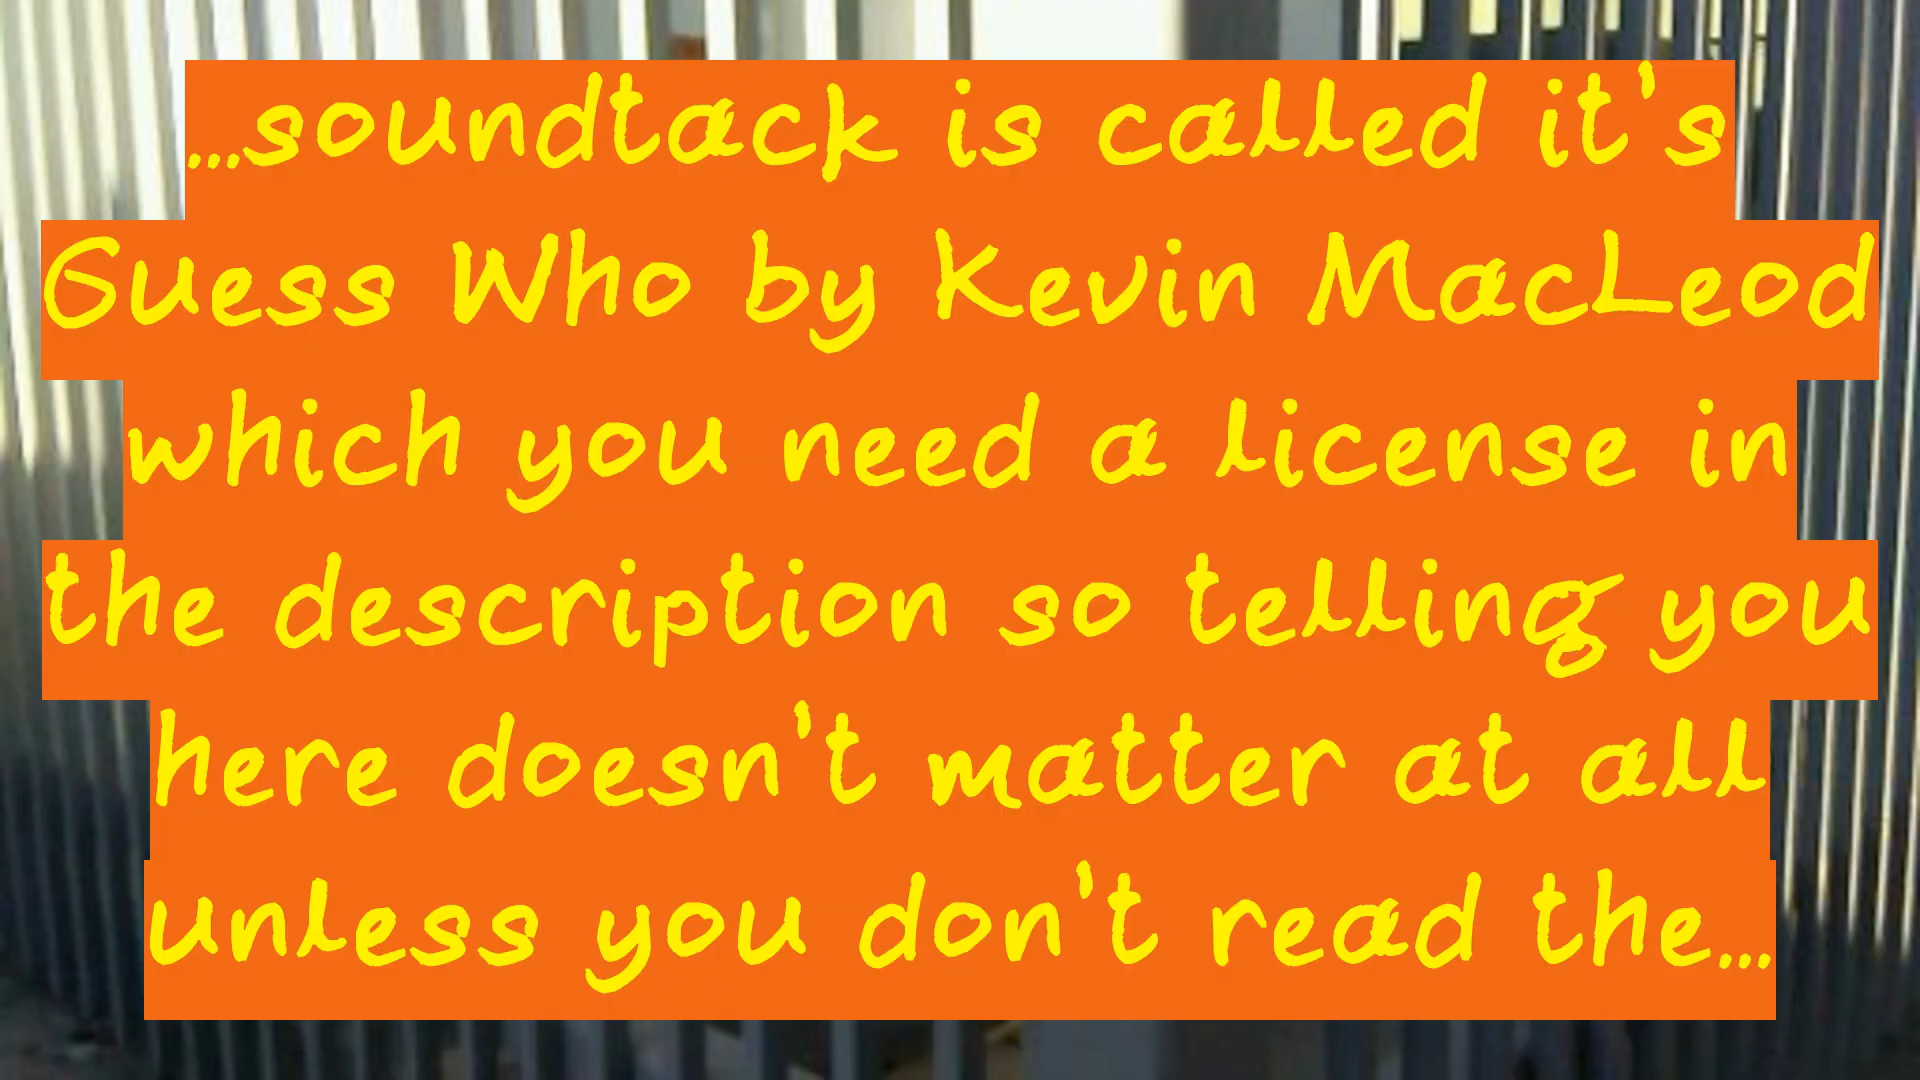 ...soundtack is called it's
Guess Who by Kevin MacLeod
which you need a license in
the description so telling you
here doesn't matter at all
unless you don't read the...